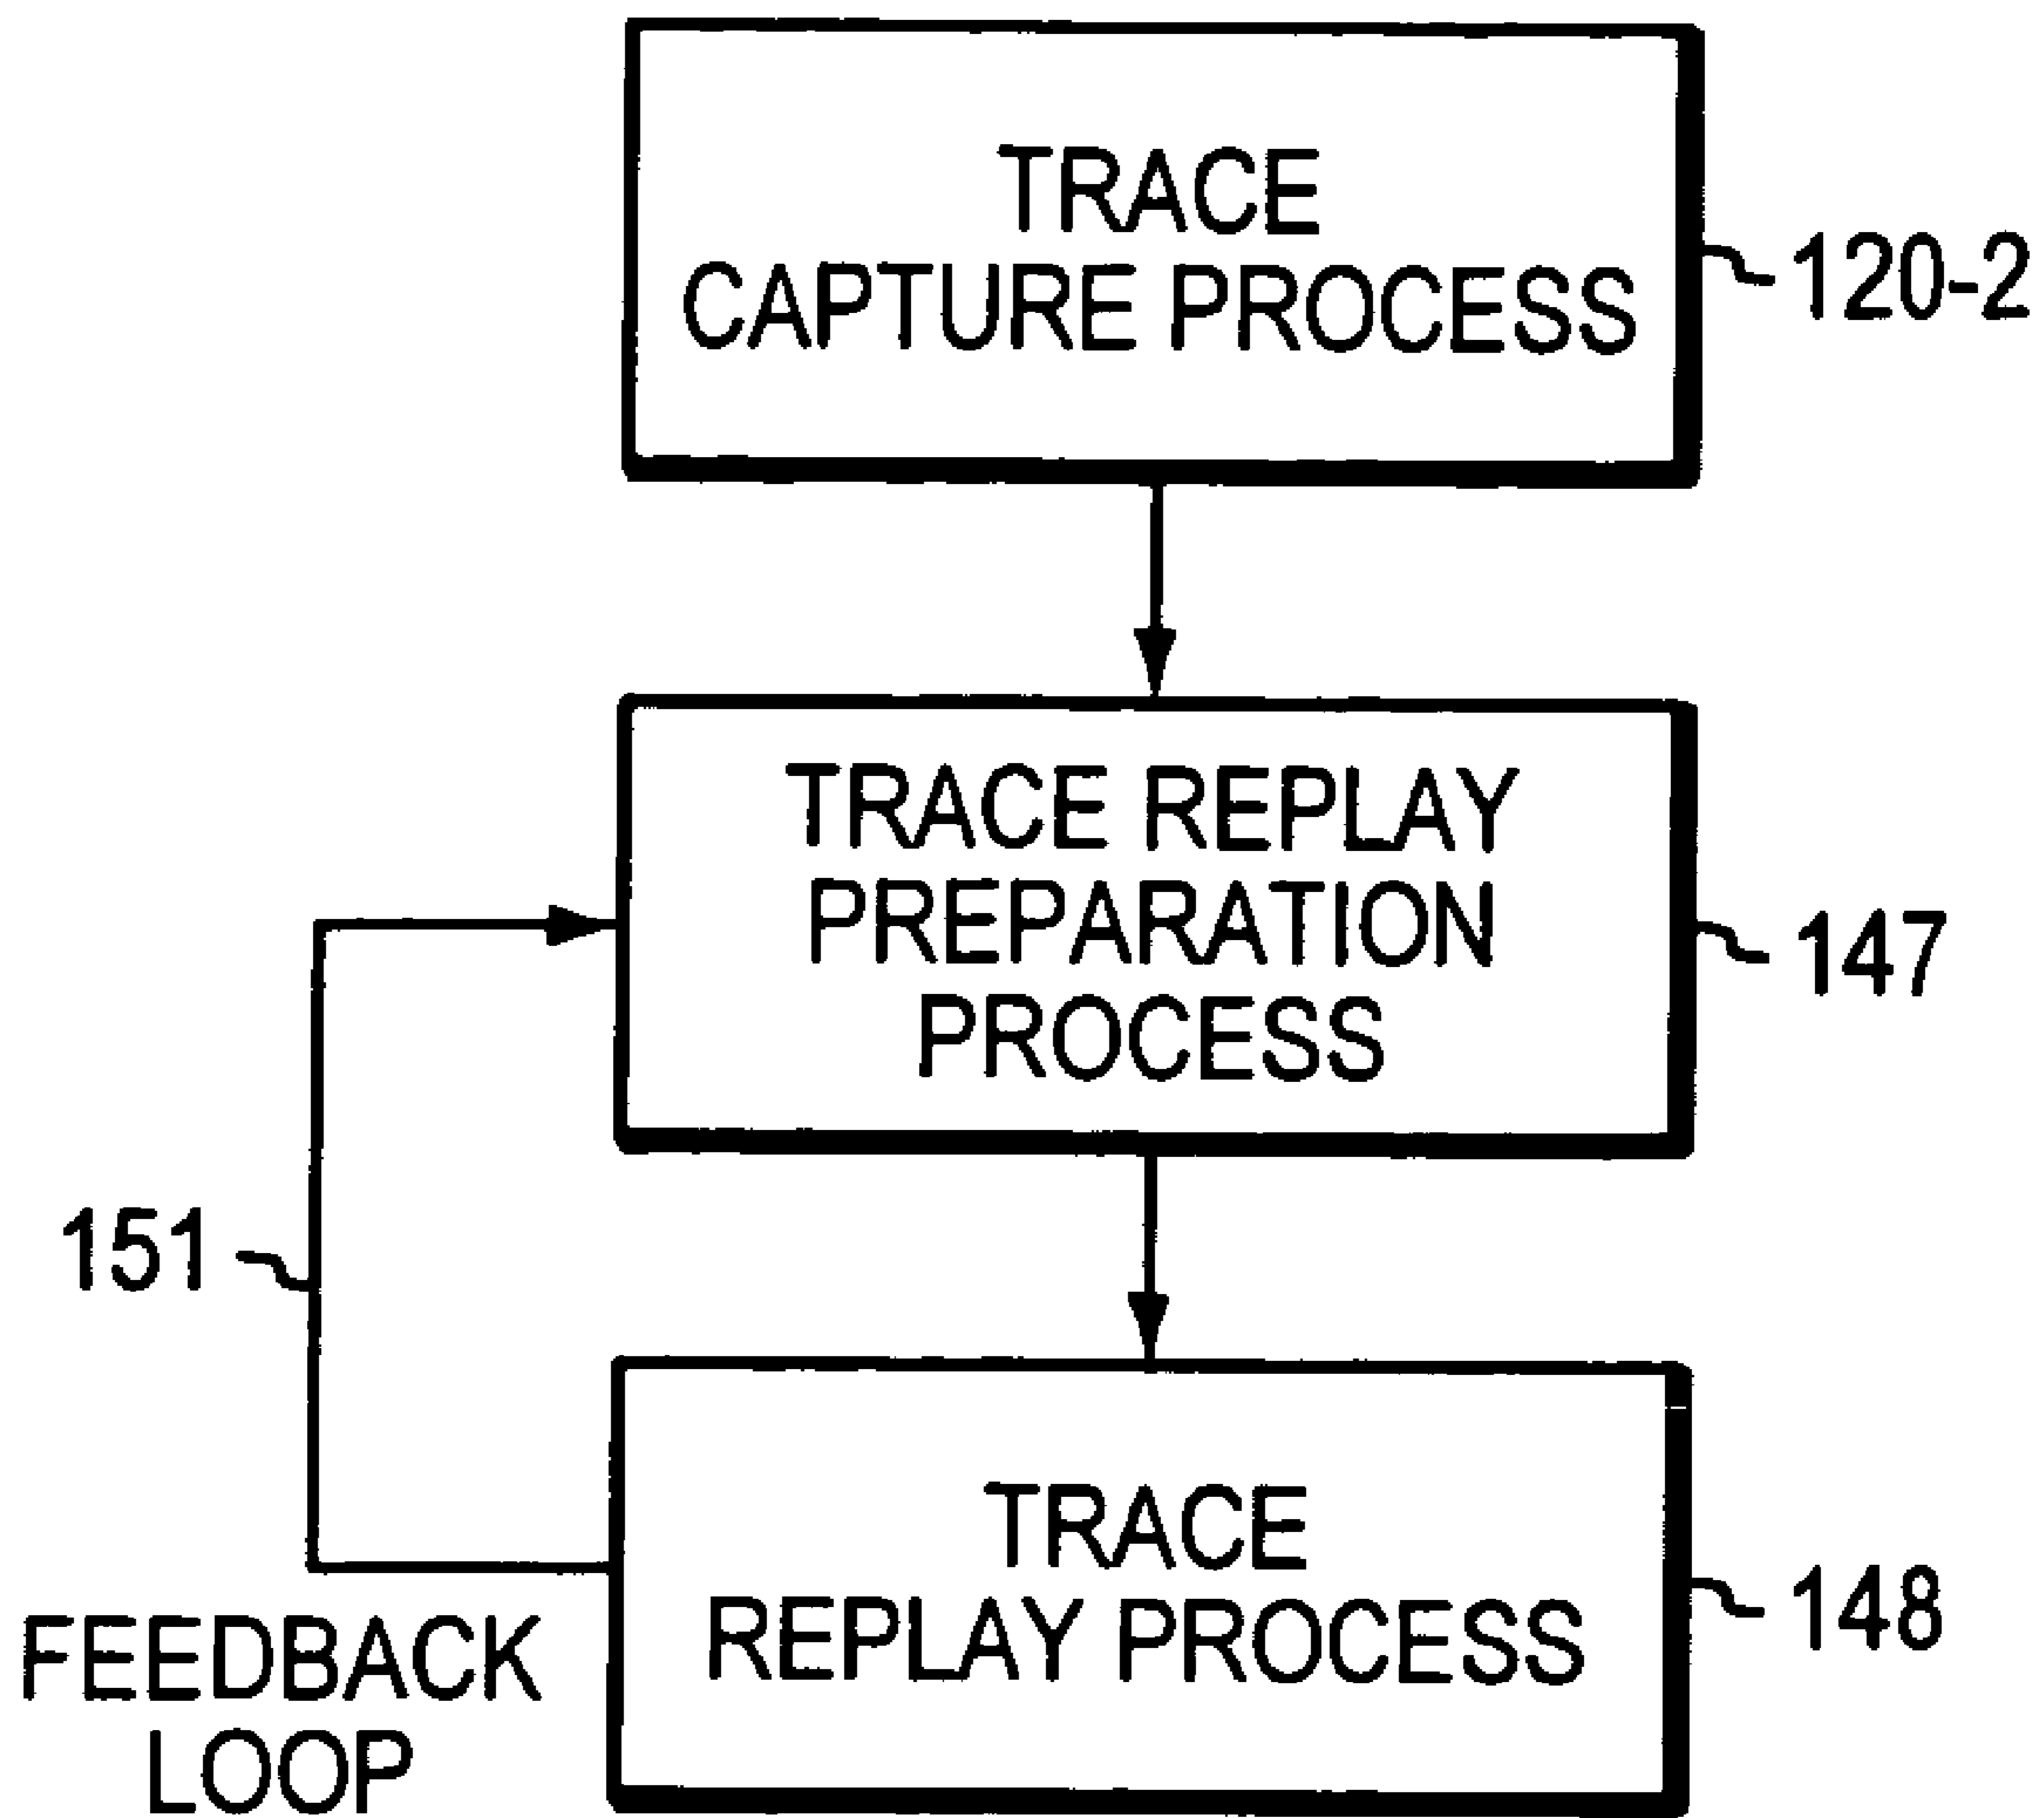 TRACE
CAPTURE PROCESS
120-2
TRACE REPLAY
PREPARATION
PROCESS
147
151
TRACE
REPLAY PROCESS
148
FEEDBACK
LOOP